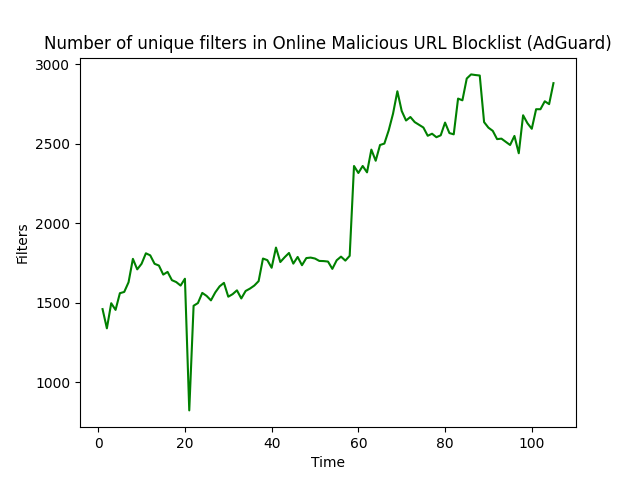 Number of unique filters in Online Malicious URL Blocklist (AdGuard)
3000
2500
2000
1500
1000
Filters
0 20 40 60 80 100
Time